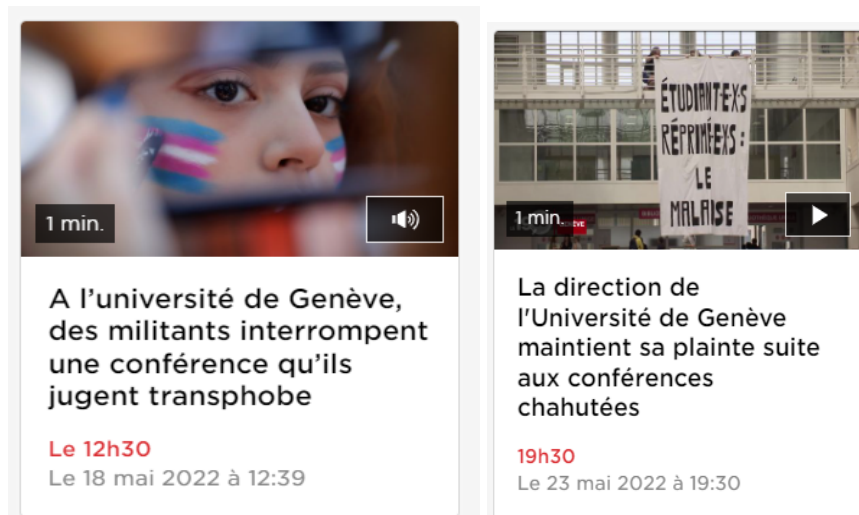 1 min.
A l’université de Genève,
des militants interrompent
une conférence qu’ils
jugent transphobe
Le 12h30
Le 18 mai 2022 à 12:39
ÉTUDIANT-E-X-S
RÉPRIMÉ-EXS :
LE
MALAISE
1 min.
GENÈVE
La direction de
l'Université de Genève
maintient sa plainte suite
aux conférences
chahutées
19h30
Le 23 mai 2022 à 19:30